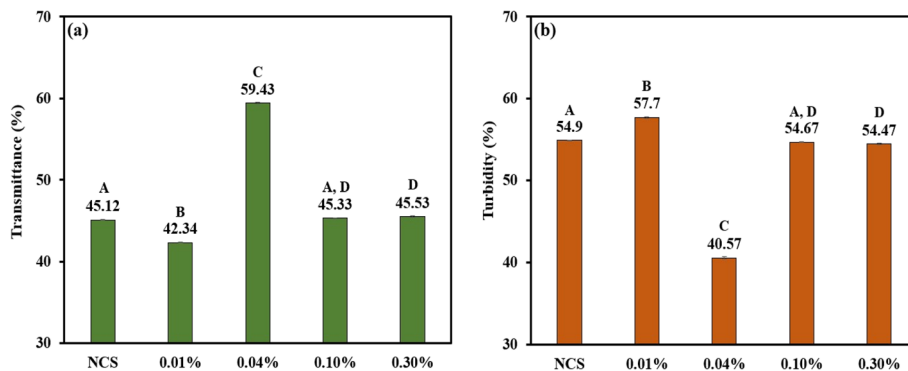 (a)
Transmittance (%)
70
60
50
40
30
A
45.12
B
42.34
C
59.43
A, D
45.33
D
45.53
NCS 0.01% 0.04% 0.10% 0.30%
(b)
Turbidity (%)
70
60
50
40
30
A
54.9
B
57.7
C
40.57
A, D
54.67
D
54.47
NCS 0.01% 0.04% 0.10% 0.30%